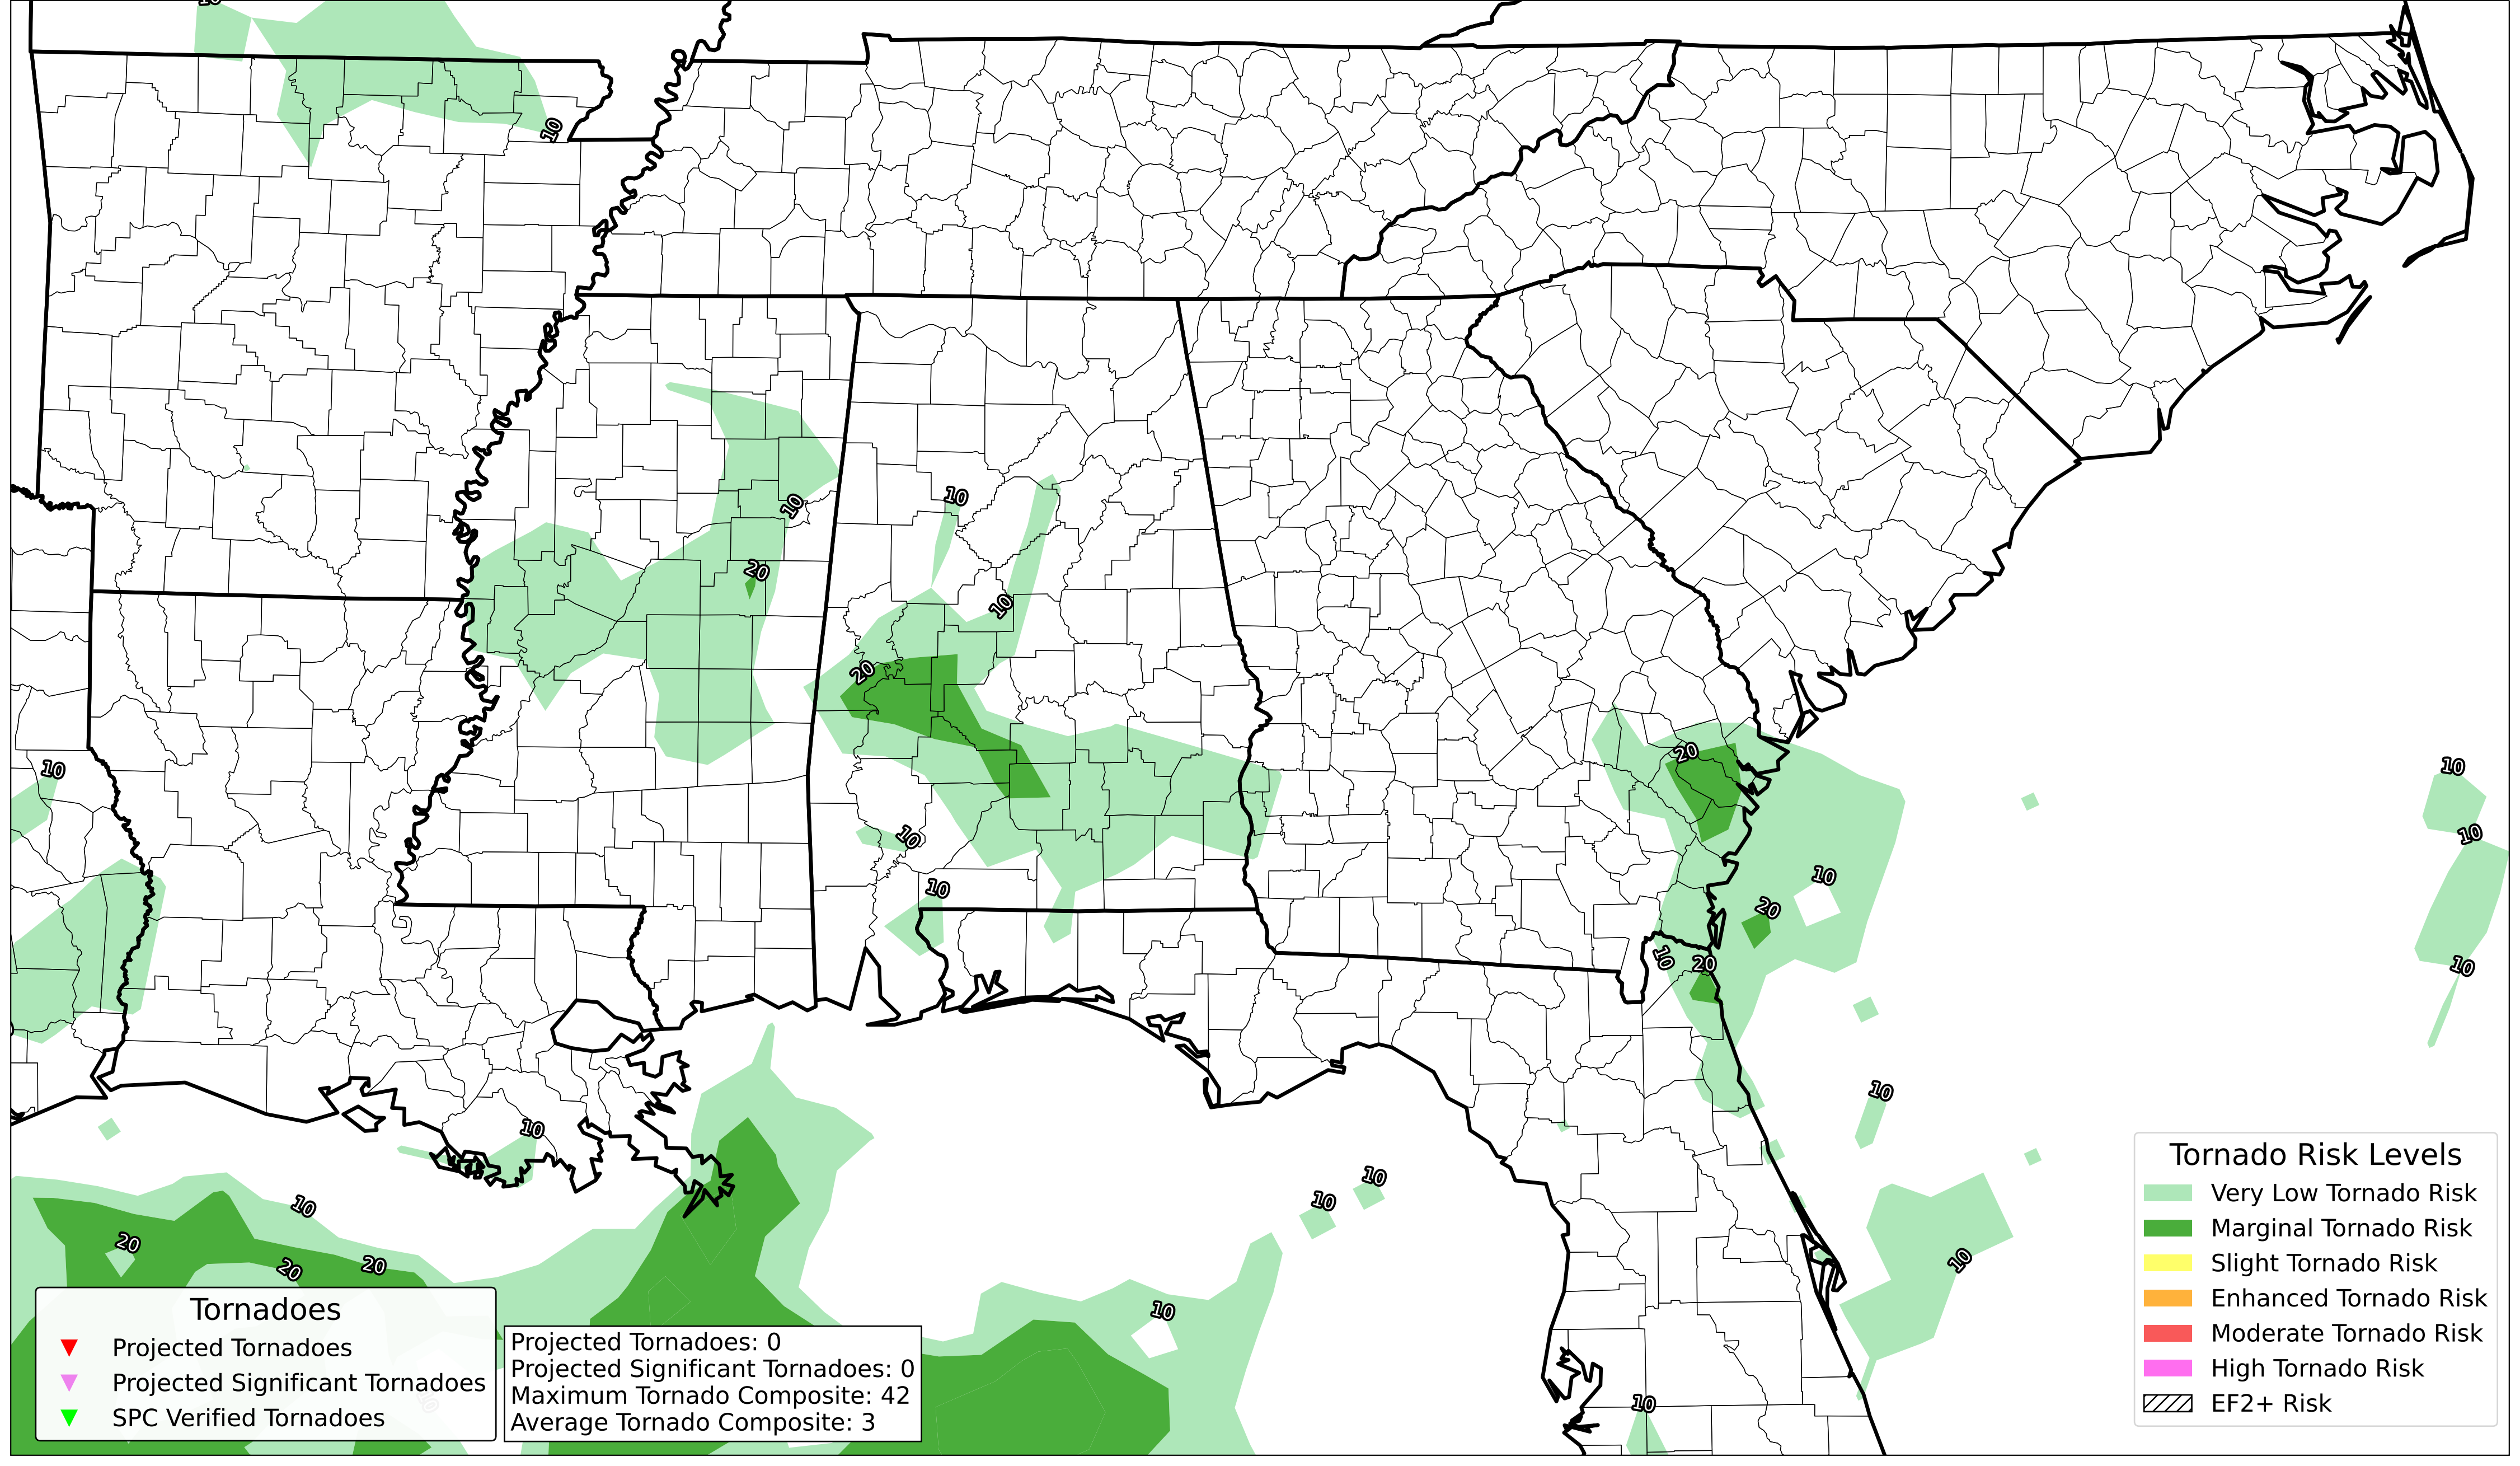 10
10
10
10
20
10
20
10
10
20
10
10
10
20
10
10
20
10
10
10
20
10
10
10
10
10
20
20
20
10
10
10
Tornadoes
Projected Tornadoes
Projected Significant Tornadoes
SPC Verified Tornadoes
Projected Tornadoes: 0
Projected Significant Tornadoes: 0
Maximum Tornado Composite: 42
Average Tornado Composite: 3
Tornado Risk Levels
Very Low Tornado Risk
Marginal Tornado Risk
Slight Tornado Risk
Enhanced Tornado Risk
Moderate Tornado Risk
High Tornado Risk
EF2+ Risk